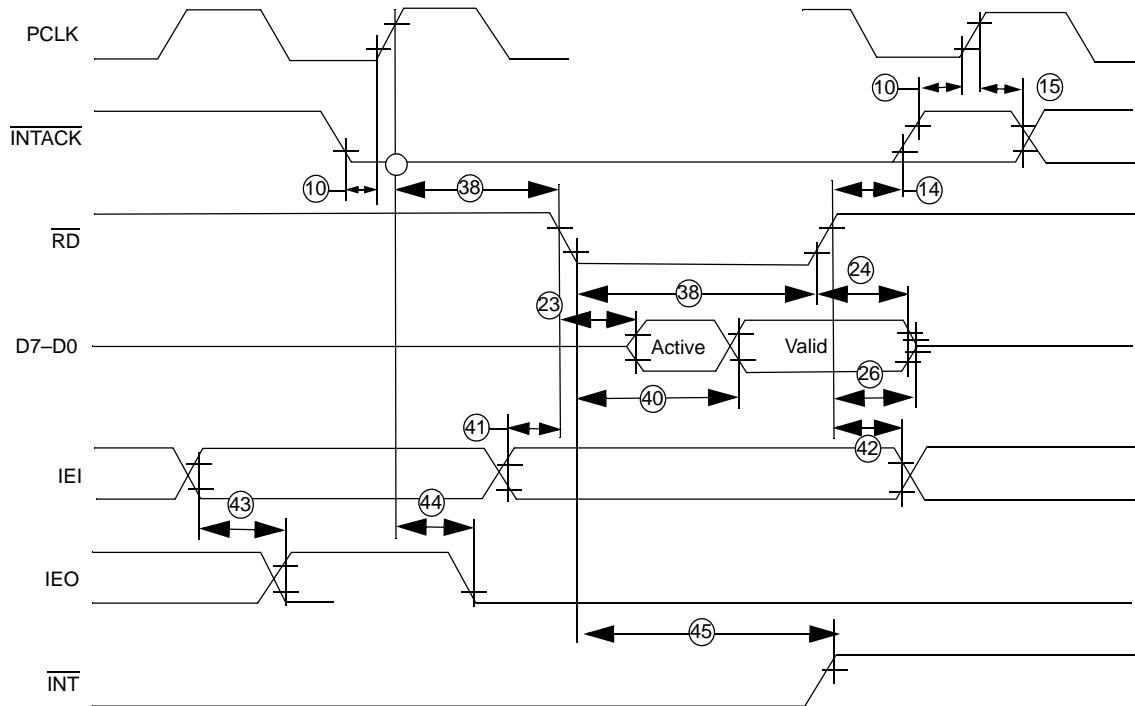 PCLK
10
15
INTACK
10
38
14
RD
24
38
23
D7–D0
Active
Valid
26
40
41
42
IEI
43
44
IEO
45
INT